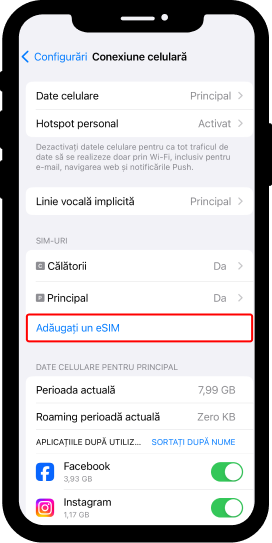 Configurări Conexiune celulară
Date celulare Principal
Hotspot personal Activat
Dezactivați datele celulare pentru ca tot traficul de
date să se realizeze doar prin Wi-Fi, inclusiv pentru
e-mail, navigarea web și notificările Push.
Linie vocală implicită Principal
SIM-URI
C Călătorii Da
P Principal Da
Adăugați un eSIM
DATE CELULARE PENTRU PRINCIPAL
Perioada actuală 7,99 GB
Roaming perioadă actuală Zero KB
APLICAȚIILE DUPĂ UTILIZ... SORTAȚI DUPĂ NUME
Facebook
3,93 GB
Instagram
1,17 GB